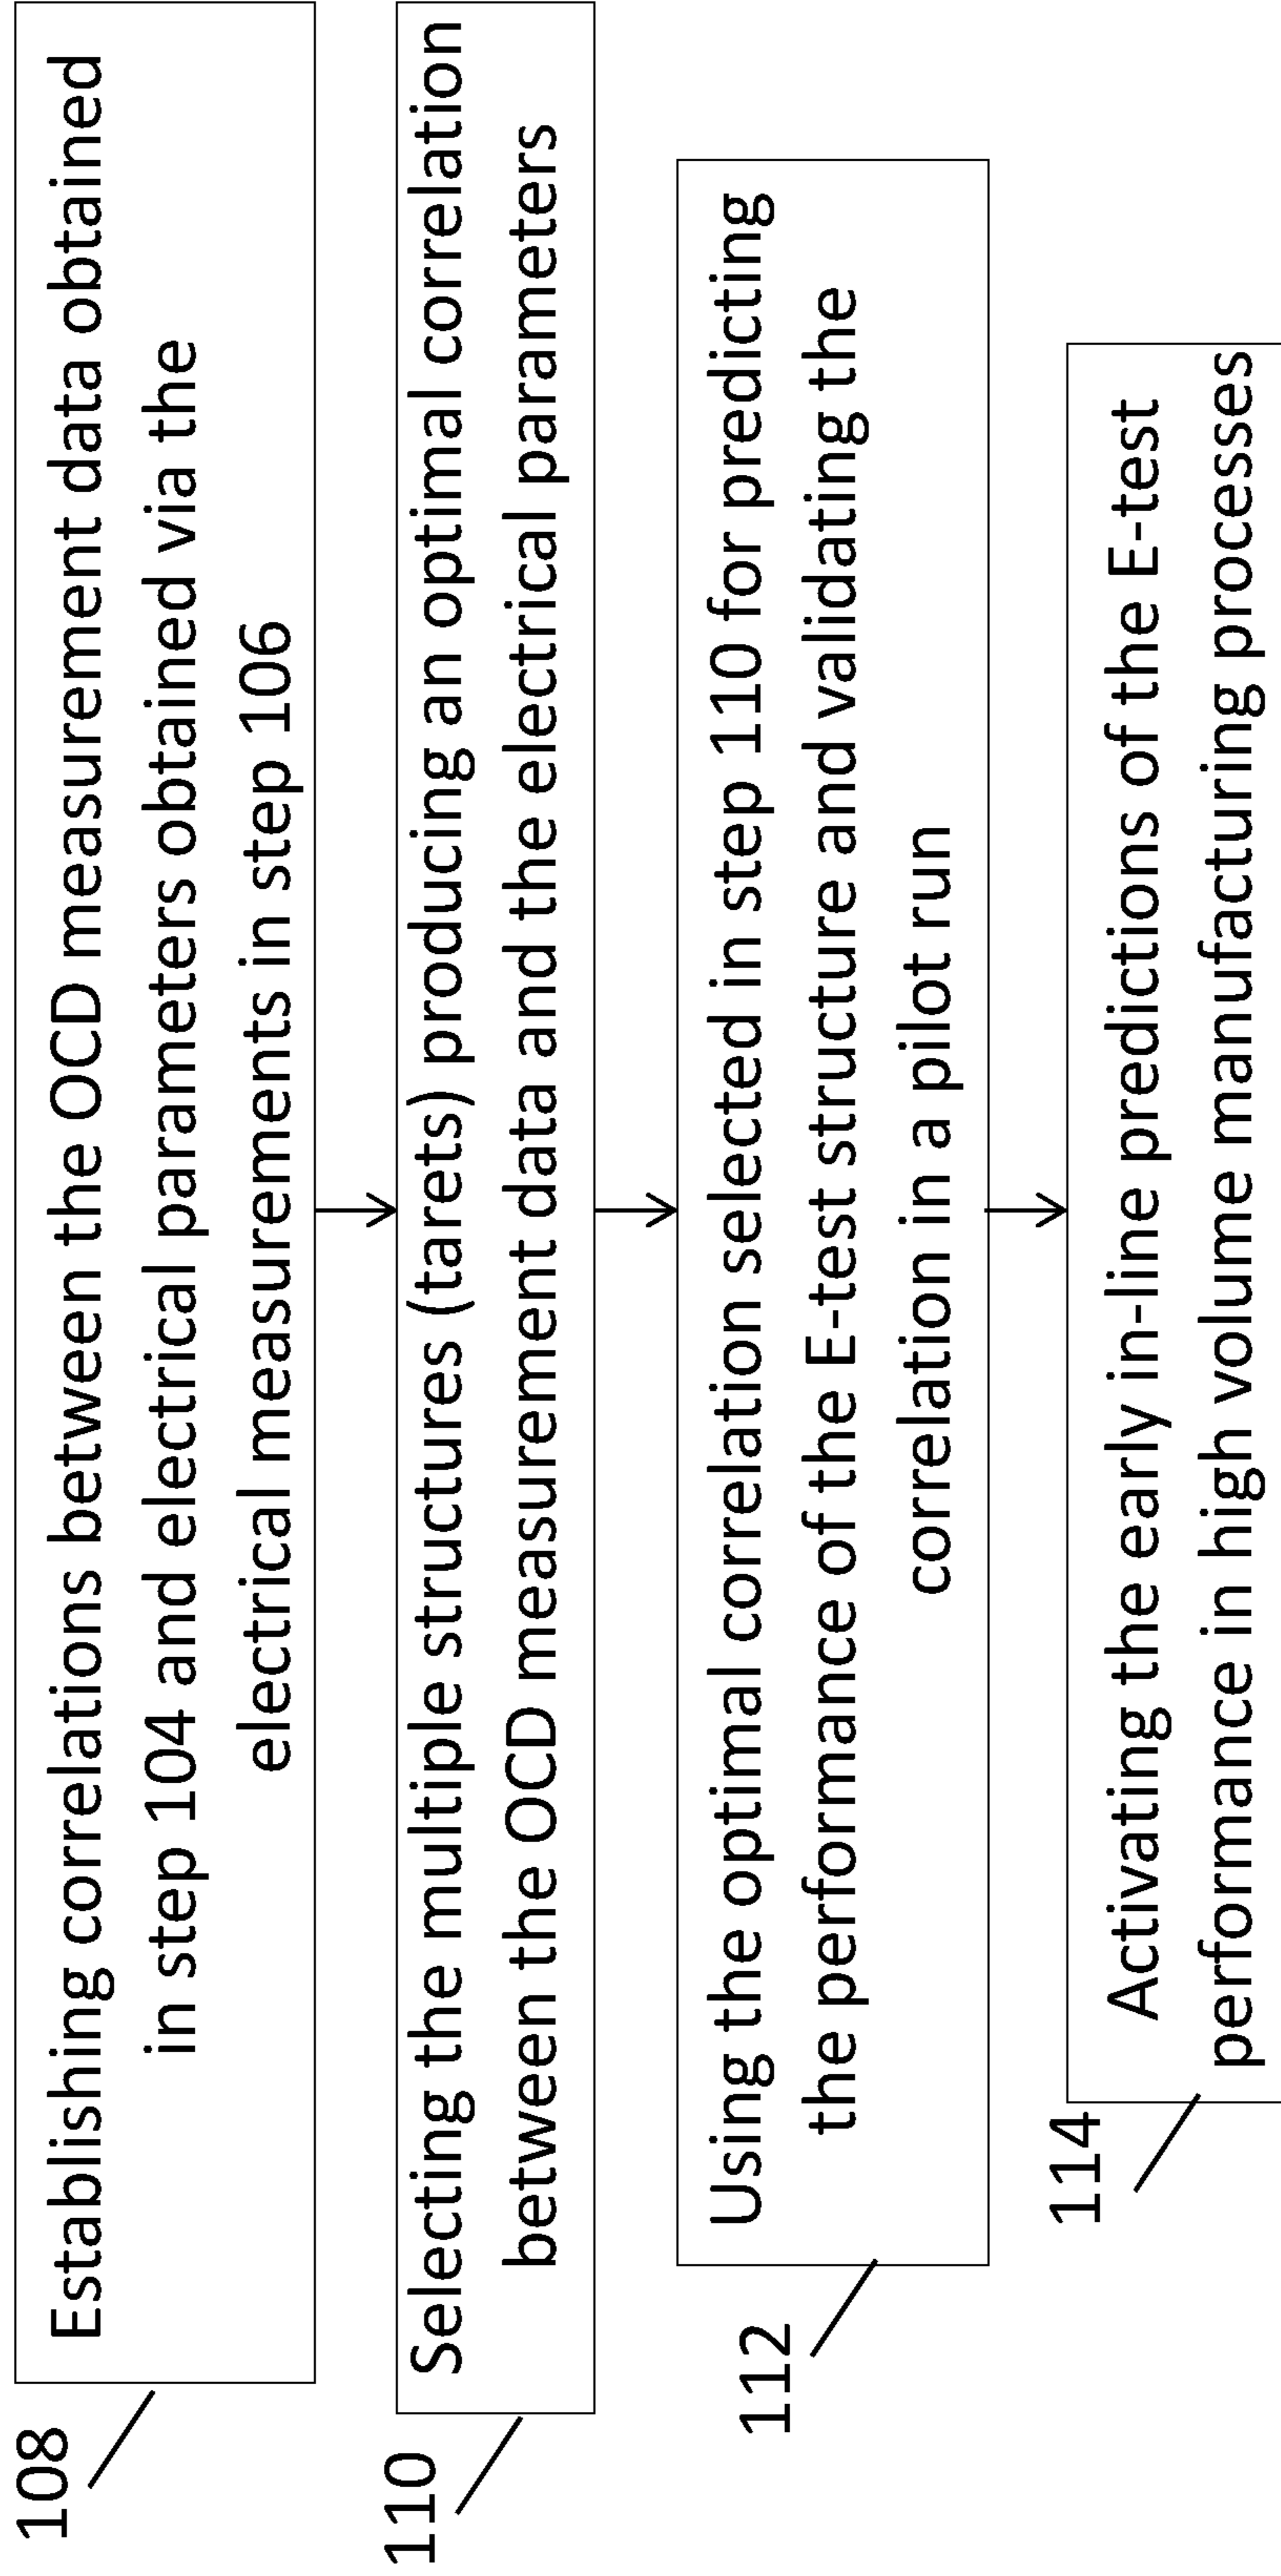 108
Establishing correlations between the OCD measurement data obtained
in step 104 and electrical parameters obtained via the
electrical measurements in step 106
110
Selecting the multiple structures (tarets) producing an optimal correlation
between the OCD measurement data and the electrical parameters
112
Using the optimal correlation selected in step 110 for predicting
the performance of the E-test structure and validating the
correlation in a pilot run
114
Activating the early in-line predictions of the E-test
performance in high volume manufacturing processes